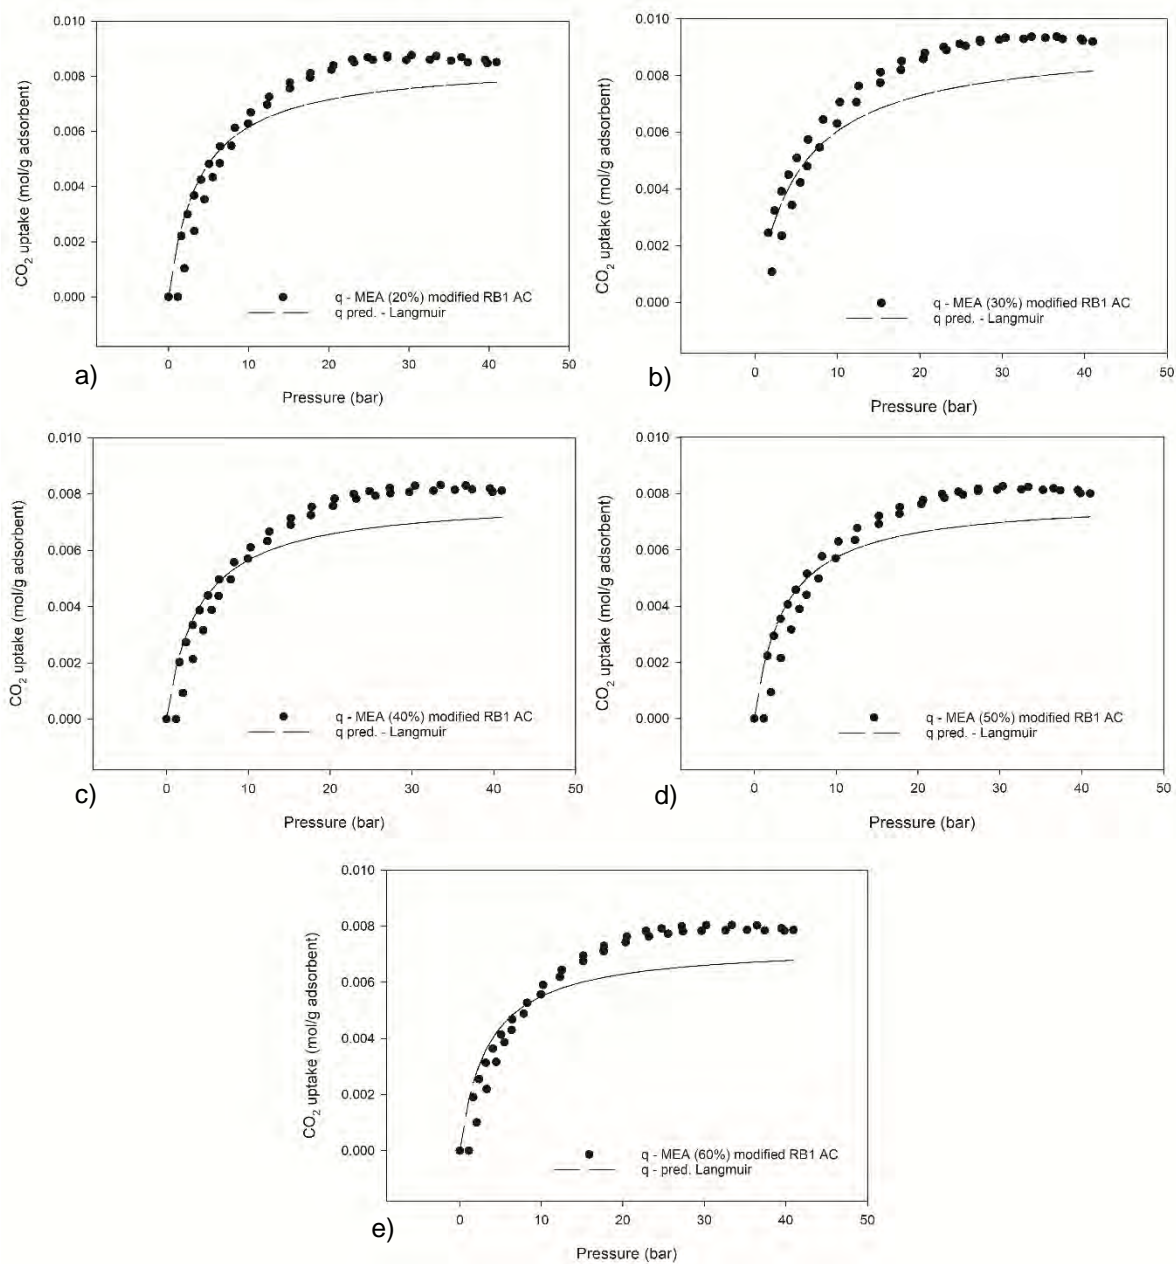 0.010
0.008
0.006
0.004
0.002
0.000
CO2 uptake (mol/g adsorbent)
q - MEA (20%) modified RB1 AC
q pred. - Langmuir
0 10 20 30 40 50
a)
Pressure (bar)
0.010
0.008
0.006
0.004
0.002
0.000
CO2 uptake (mol/g adsorbent)
q - MEA (30%) modified RB1 AC
q pred. - Langmuir
0 10 20 30 40 50
b)
Pressure (bar)
0.010
0.008
0.006
0.004
0.002
0.000
CO2 uptake (mol/g adsorbent)
q - MEA (40%) modified RB1 AC
q pred. - Langmuir
0 10 20 30 40 50
c)
Pressure (bar)
0.010
0.008
0.006
0.004
0.002
0.000
CO2 uptake (mol/g adsorbent)
q - MEA (50%) modified RB1 AC
q pred. - Langmuir
0 10 20 30 40 50
d)
Pressure (bar)
0.010
0.008
0.006
0.004
0.002
0.000
CO2 uptake (mol/g adsorbent)
q - MEA (60%) modified RB1 AC
q - pred. Langmuir
0 10 20 30 40 50
e)
Pressure (bar)